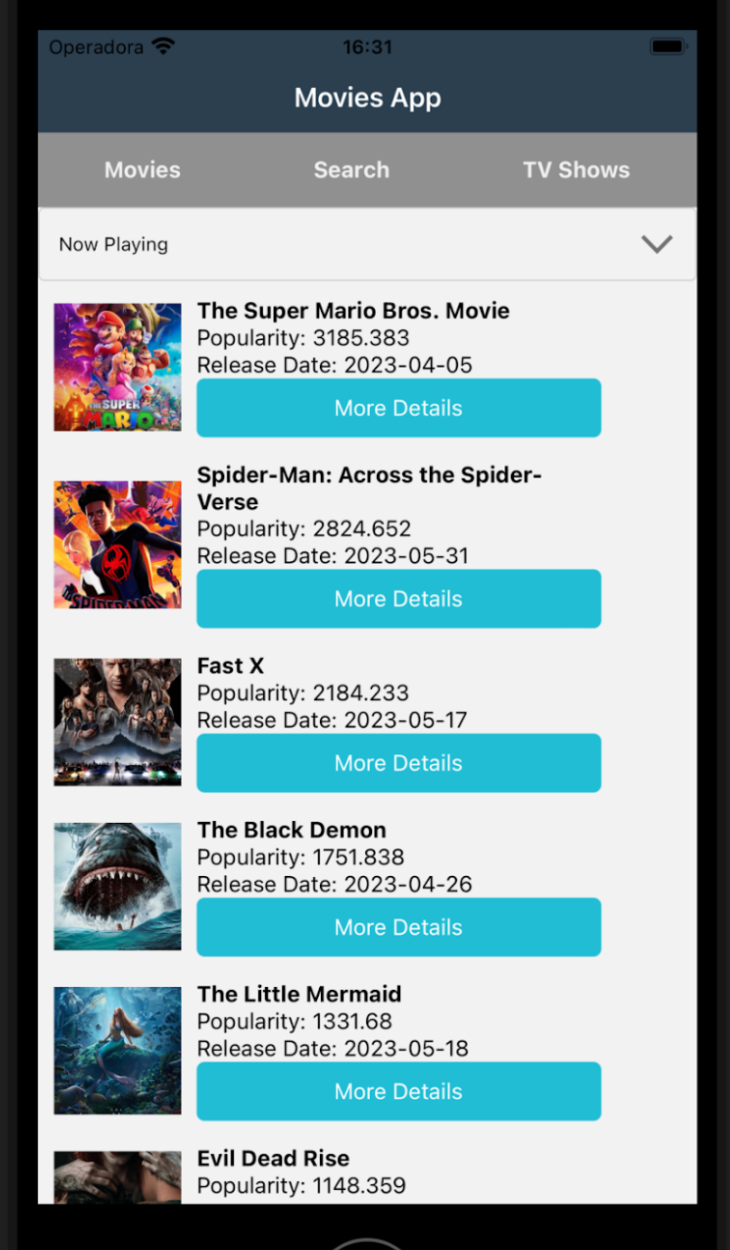 Operadora 16:31
Movies App
Movies Search TV Shows
Now Playing
The Super Mario Bros. Movie
Popularity: 3185.383
Release Date: 2023-04-05
THE SUPER
MARIO
More Details
Spider-Man: Across the Spider-
Verse
Popularity: 2824.652
Release Date: 2023-05-31
SPIDER-MAN
More Details
Fast X
Popularity: 2184.233
Release Date: 2023-05-17
More Details
The Black Demon
Popularity: 1751.838
Release Date: 2023-04-26
More Details
The Little Mermaid
Popularity: 1331.68
Release Date: 2023-05-18
More Details
Evil Dead Rise
Popularity: 1148.359